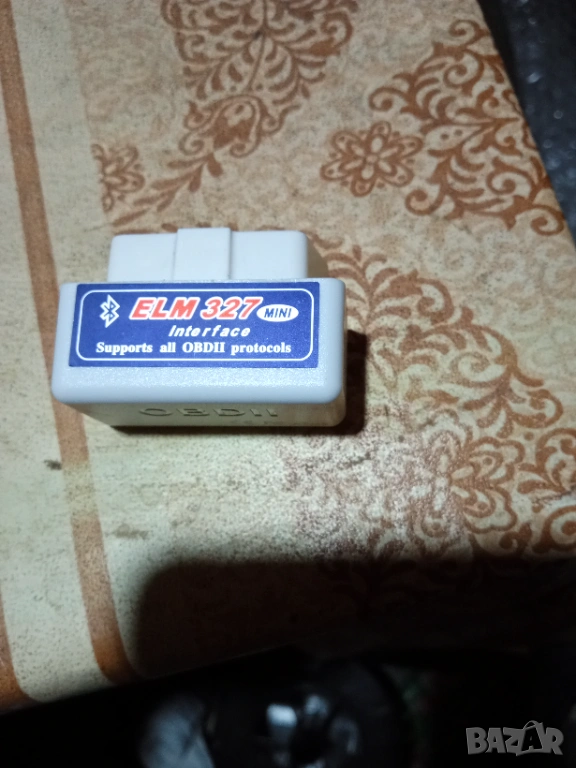 ELM 327 MINI
Interface
Supports all OBDII protocols
OBDII
BAZAR